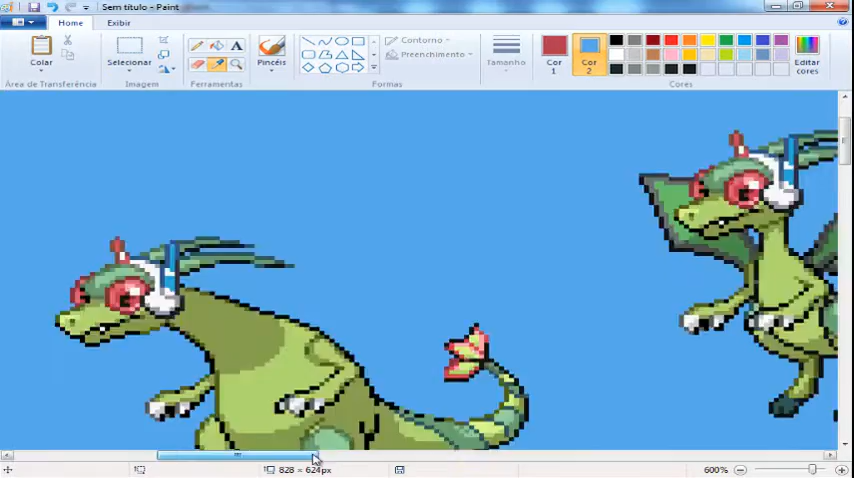 Sem título - Paint
Home Exibir
Colar
Selecionar
A
Pincéis
Contorno
Preenchimento
Tamanho
Cor 1
Cor 2
Editar cores
Área de Transferência
Imagem
Ferramentas
Formas
Cores
828 × 624px
600%